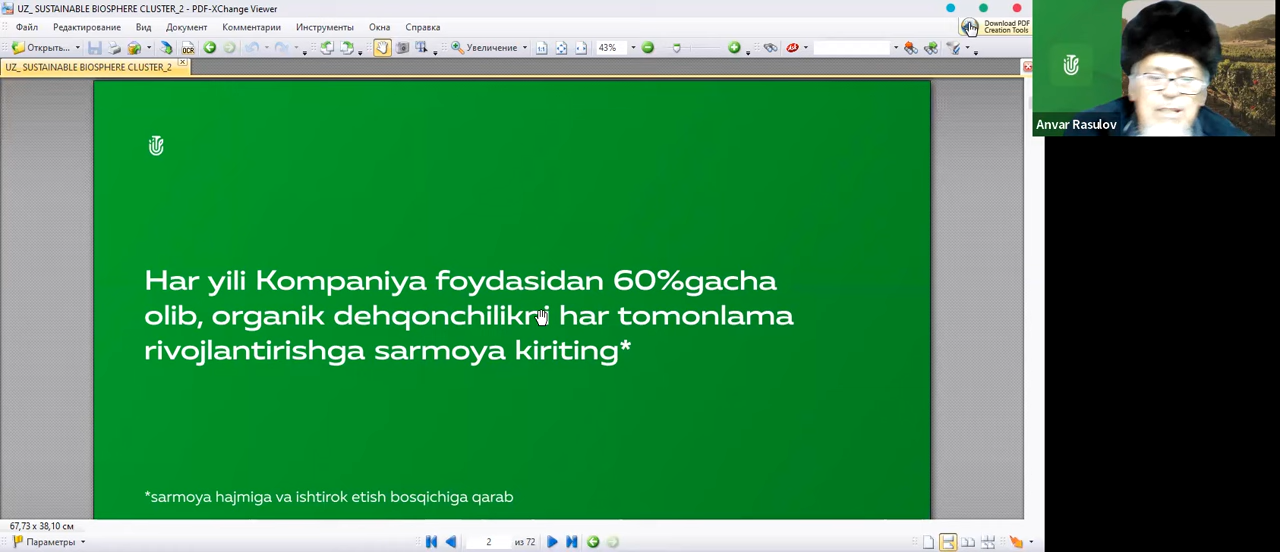 UZ_ SUSTAINABLE BIOSPHERE CLUSTER_2 - PDF-XChange Viewer
Файл Редактирование Вид Документ Комментарии Инструменты Окна Справка
Download PDF
Creation Tools
Открыть... OCR Увеличение 1:1 43%
UZ_ SUSTAINABLE BIOSPHERE CLUSTER_2
Anvar Rasulov
Har yili Kompaniya foydasidan 60%gacha
olib, organik dehqonchilikni har tomonlama
rivojlantirishga sarmoya kiriting*
*sarmoya hajmiga va ishtirok etish bosqichiga qarab
67,73 x 38,10 см
Параметры 2 из 72